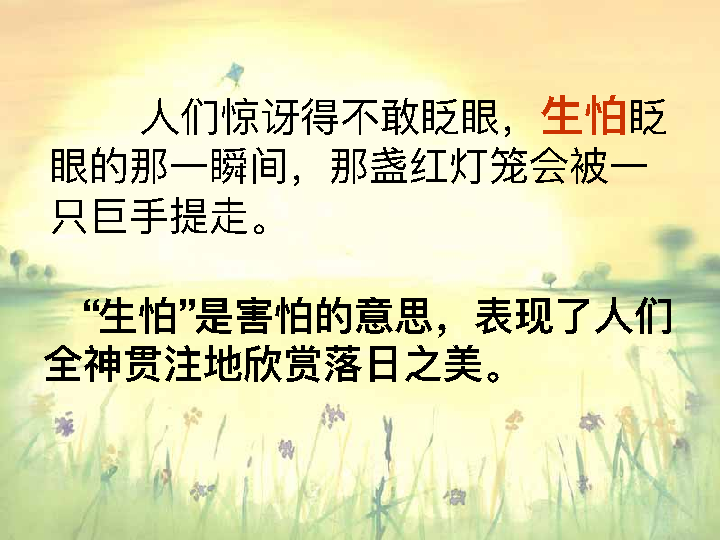 人们惊讶得不敢眨眼，生怕眨
眼的那一瞬间，那盏红灯笼会被一
只巨手提走。
“生怕”是害怕的意思，表现了人们
全神贯注地欣赏落日之美。